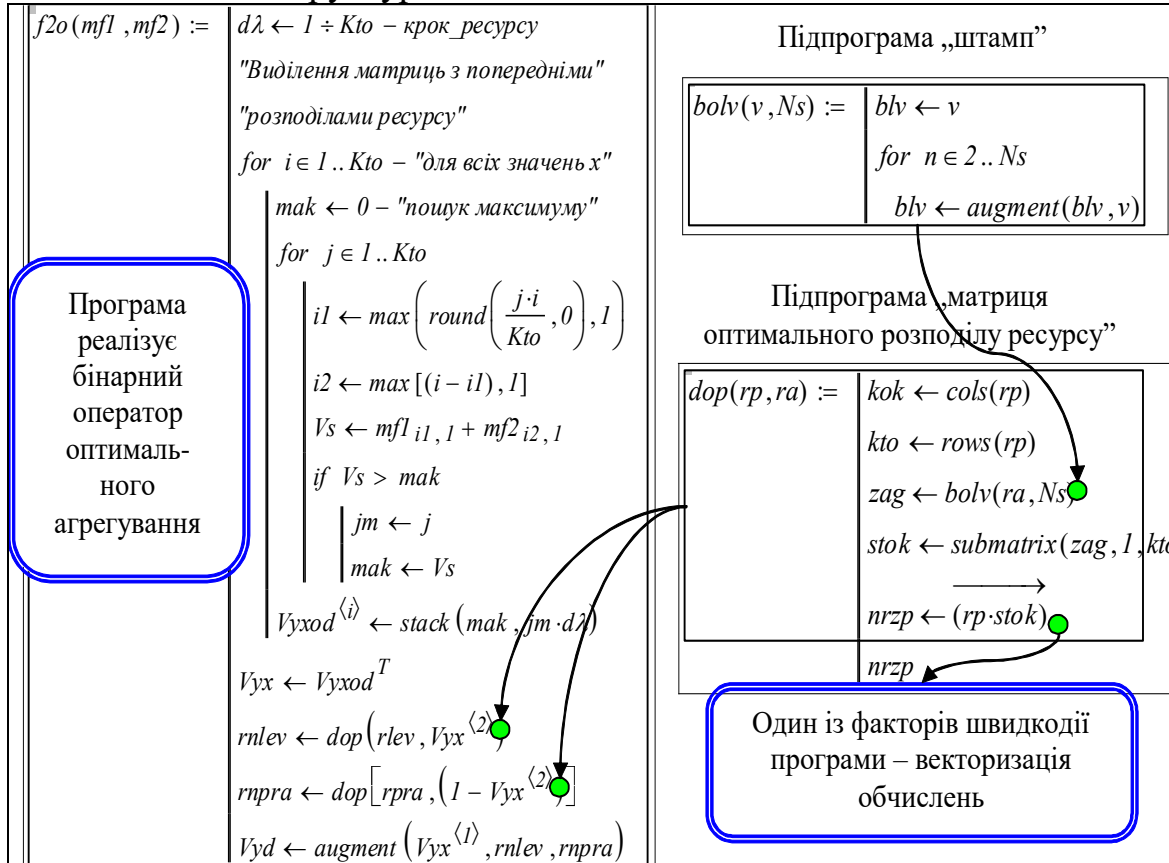 f2o(mf1 ,mf2) := dλ ← 1 ÷ Kto – крок_ресурсу
"Виділення матриць з попередніми"
"розподілами ресурсу"
for i ∈ 1 .. Kto – "для всіх значень x"
mak ← 0 – "пошук максимуму"
for j ∈ 1 .. Kto
i1 ← max(round(j·i/Kto , 0) , 1)
i2 ← max[(i – i1) , 1]
Vs ← mf1 i1 , 1 + mf2 i2 , 1
if Vs > mak
jm ← j
mak ← Vs
Vyxod⟨i⟩ ← stack(mak , jm·dλ)
Vyx ← Vyxod^T
rnlev ← dop(rlev , Vyx⟨2⟩)
rnpra ← dop[rpra , (1 – Vyx⟨2⟩)]
Vyd ← augment(Vyx⟨1⟩ , rnlev , rnpra)
Програма
реалізує
бінарний
оператор
оптималь-
ного
агрегування
Підпрограма „штамп”
bolv(v , Ns) := blv ← v
for n ∈ 2 .. Ns
blv ← augment(blv , v)
Підпрограма „матриця
оптимального розподілу ресурсу”
dop(rp , ra) := kok ← cols(rp)
kto ← rows(rp)
zag ← bolv(ra , Ns)
stok ← submatrix(zag , 1 , kto
nrzp ← (rp·stok)
nrzp
Один із факторів швидкодії
програми – векторизація
обчислень